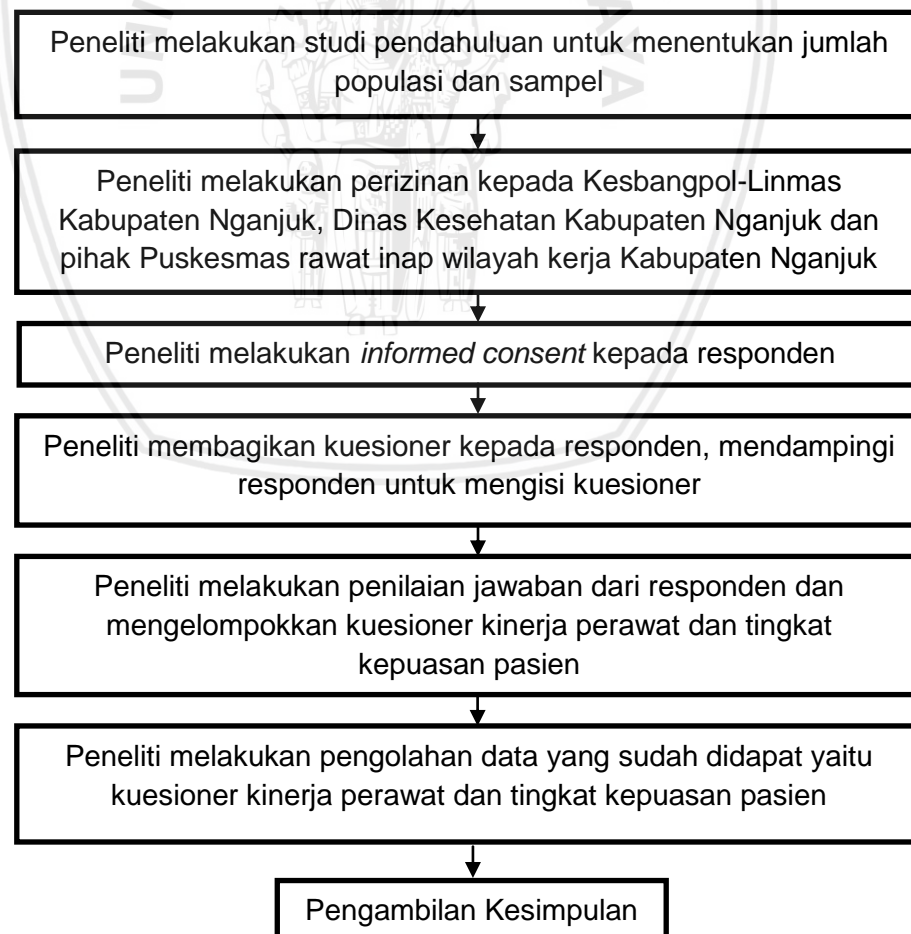 Peneliti melakukan studi pendahuluan untuk menentukan jumlah
populasi dan sampel
Peneliti melakukan perizinan kepada Kesbangpol-Linmas
Kabupaten Nganjuk, Dinas Kesehatan Kabupaten Nganjuk dan
pihak Puskesmas rawat inap wilayah kerja Kabupaten Nganjuk
Peneliti melakukan informed consent kepada responden
Peneliti membagikan kuesioner kepada responden, mendampingi
responden untuk mengisi kuesioner
Peneliti melakukan penilaian jawaban dari responden dan
mengelompokkan kuesioner kinerja perawat dan tingkat
kepuasan pasien
Peneliti melakukan pengolahan data yang sudah didapat yaitu
kuesioner kinerja perawat dan tingkat kepuasan pasien
Pengambilan Kesimpulan